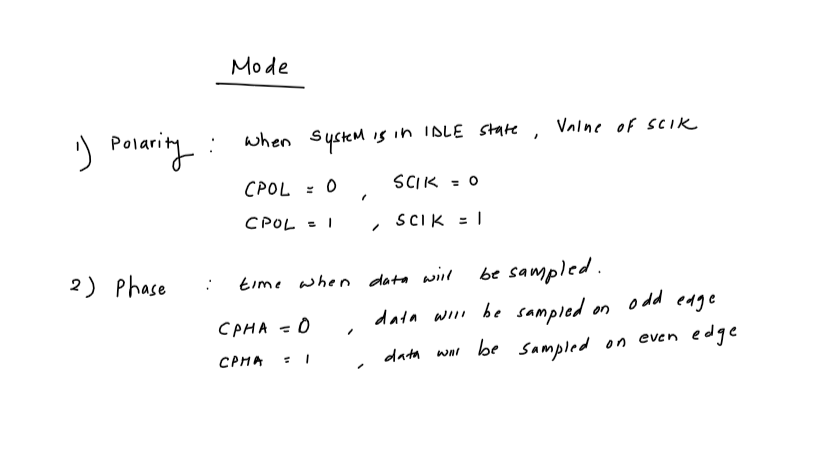 Mode
1) Polarity : when system is in IDLE state , Value of SCIK
CPOL = 0 , SCIK = 0
CPOL = 1 , SCIK = 1
2) Phase : time when data will be sampled.
CPHA = 0 , data will be sampled on odd edge
CPHA = 1 , data will be sampled on even edge